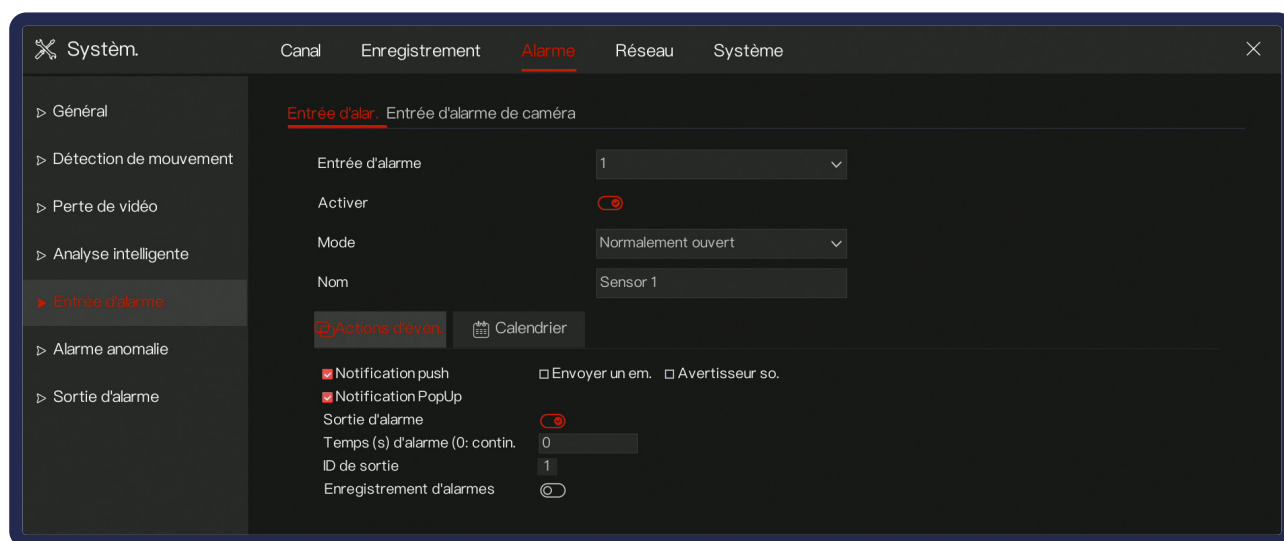 Systèm. Canal Enregistrement Alarme Réseau Système
Général
Détection de mouvement
Perte de vidéo
Analyse intelligente
Entrée d'alarme
Alarme anomalie
Sortie d'alarme
Entrée d'alar. Entrée d'alarme de caméra
Entrée d'alarme 1
Activer
Mode Normalement ouvert
Nom Sensor 1
Actions d'éven. Calendrier
Notification push Envoyer un em. Avertisseur so.
Notification PopUp
Sortie d'alarme
Temps (s) d'alarme (0: contin. 0
ID de sortie 1
Enregistrement d'alarmes